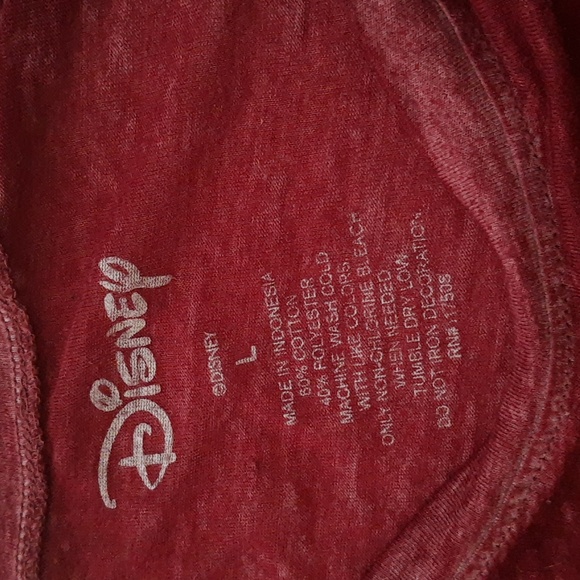 Disney
©DISNEY
L
MADE IN INDONESIA
60% COTTON
40% POLYESTER
MACHINE WASH COLD
WITH LIKE COLORS.
ONLY NON-CHLORINE BLEACH
WHEN NEEDED.
TUMBLE DRY LOW.
DO NOT IRON DECORATION.
RN# 17508